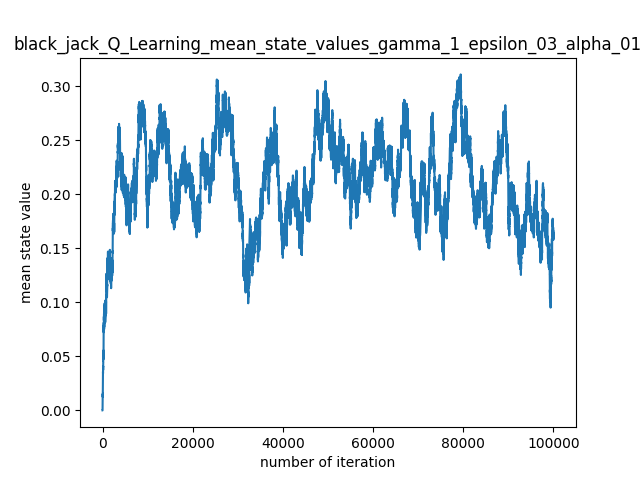 black_jack_Q_Learning_mean_state_values_gamma_1_epsilon_03_alpha_01
0.30
0.25
0.20
0.15
0.10
0.05
0.00
mean state value
0 20000 40000 60000 80000 100000
number of iteration